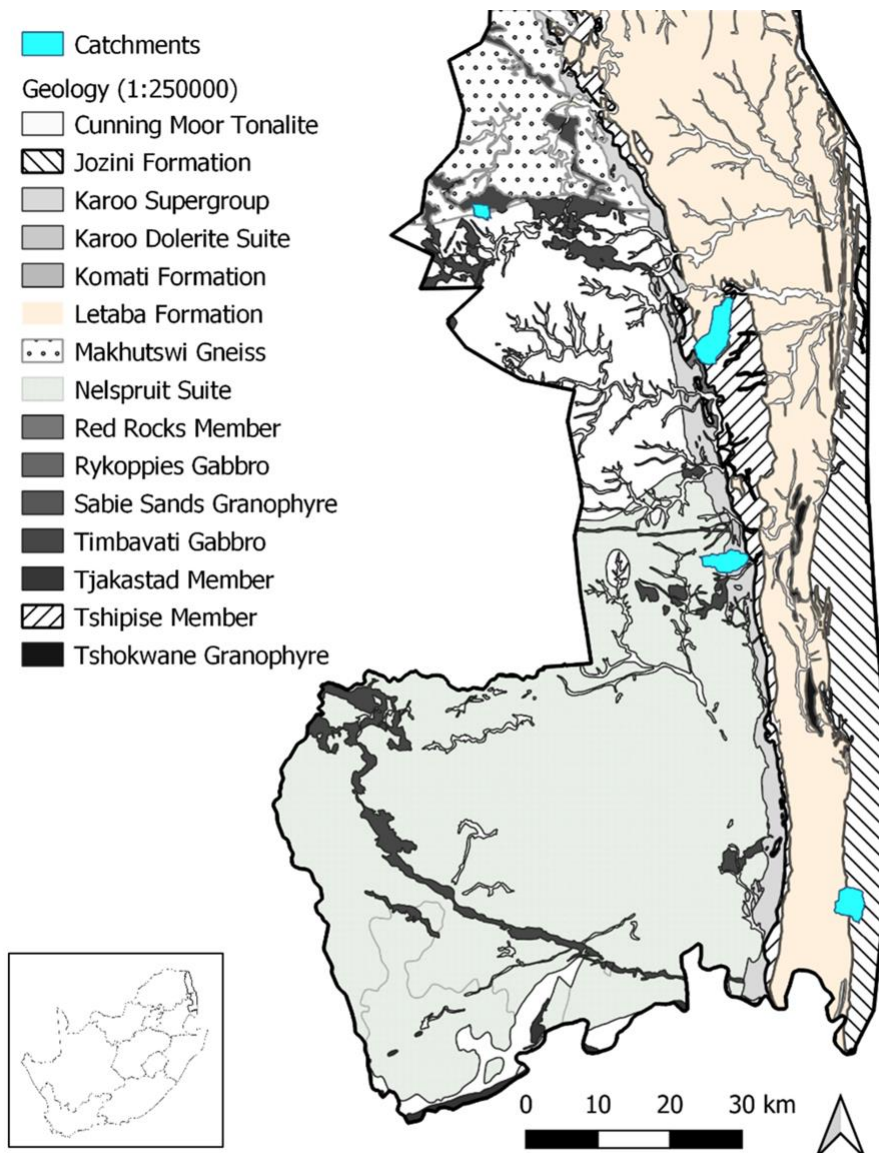 Catchments
Geology (1:250000)
Cunning Moor Tonalite
Jozini Formation
Karoo Supergroup
Karoo Dolerite Suite
Komati Formation
Letaba Formation
Makhutswi Gneiss
Nelspruit Suite
Red Rocks Member
Rykoppies Gabbro
Sabie Sands Granophyre
Timbavati Gabbro
Tjakastad Member
Tshipise Member
Tshokwane Granophyre
0 10 20 30 km